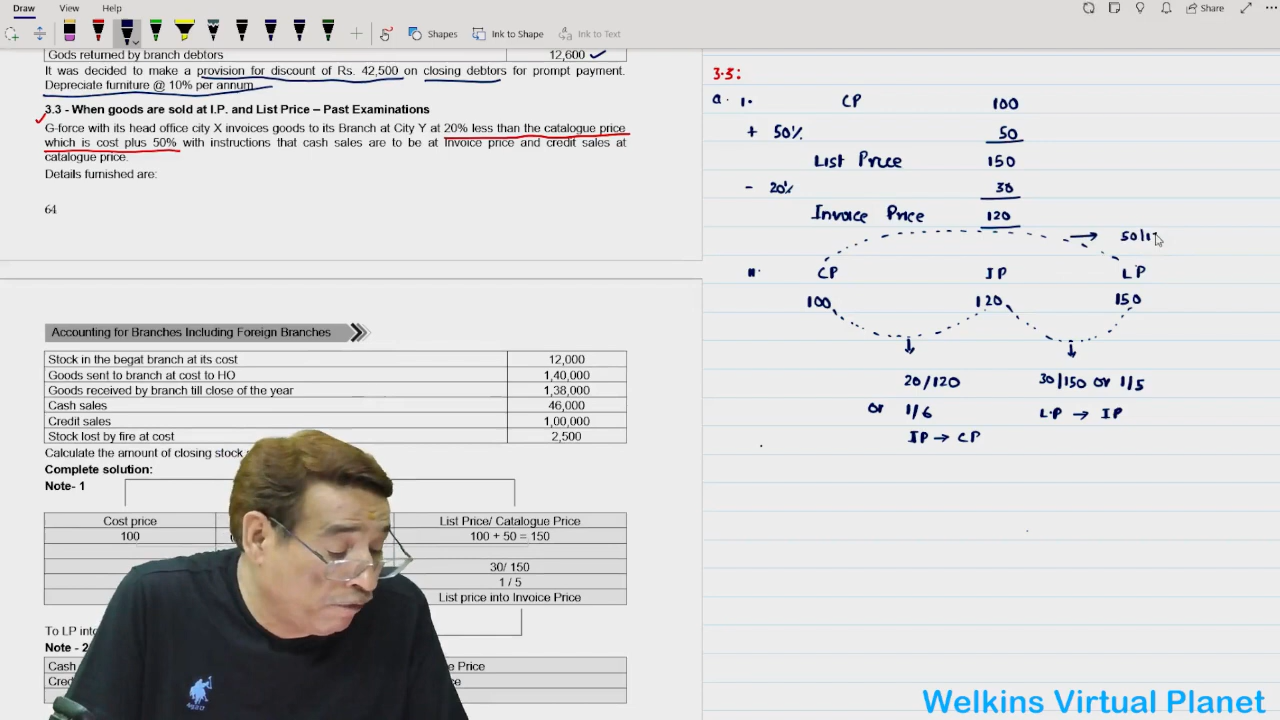 Draw View Help
Share
Shapes
Ink to Shape
Ink to Text
Gods returned by branch debtors 12,600
It was decided to make a provision for discount of Rs. 42,500 on closing debtors for prompt payment.
Depreciate furniture @ 10% per annum
3.3 - When goods are sold at I.P. and List Price – Past Examinations
G-force with its head office city X invoices goods to its Branch at City Y at 20% less than the catalogue price
which is cost plus 50% with instructions that cash sales are to be at Invoice price and credit sales at
catalogue price.
Details furnished are:
64
Accounting for Branches Including Foreign Branches
Stock in the begat branch at its cost 12,000
Goods sent to branch at cost to HO 1,40,000
Goods received by branch till close of the year 1,38,000
Cash sales 46,000
Credit sales 1,00,000
Stock lost by fire at cost 2,500
Calculate the amount of closing stock
Complete solution:
Note- 1
Cost price List Price/ Catalogue Price
100 100 + 50 = 150
30/ 150
1 / 5
List price into Invoice Price
To LP into
Note - 2
Cash e Price
Cred
3.3:
a. i. CP 100
+ 50% 50
List Price 150
- 20% 30
Invoice Price 120
→ 50/1
ii. CP IP LP
100 120 150
20/120 30/150 or 1/5
or 1/6 L.P → IP
IP → CP
Welkins Virtual Planet